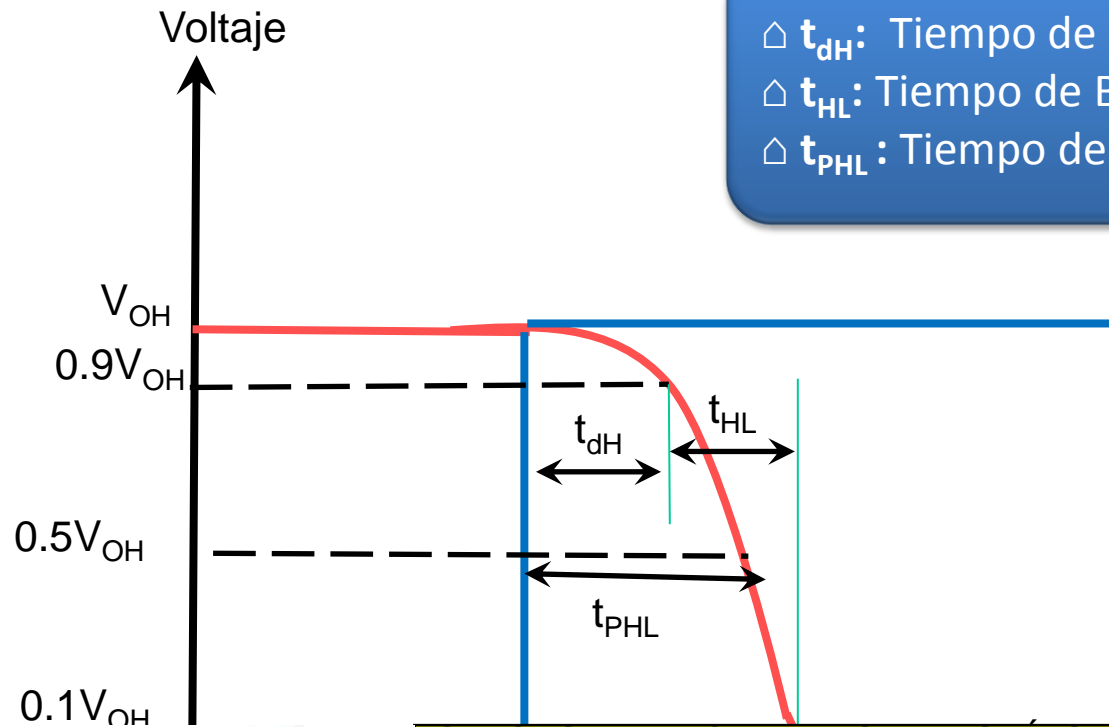 Voltaje
⌂ tdH: Tiempo de
⌂ tHL: Tiempo de
⌂ tPHL : Tiempo de
VOH
0.9VOH
tHL
tdH
0.5VOH
tPHL
0.1VOH